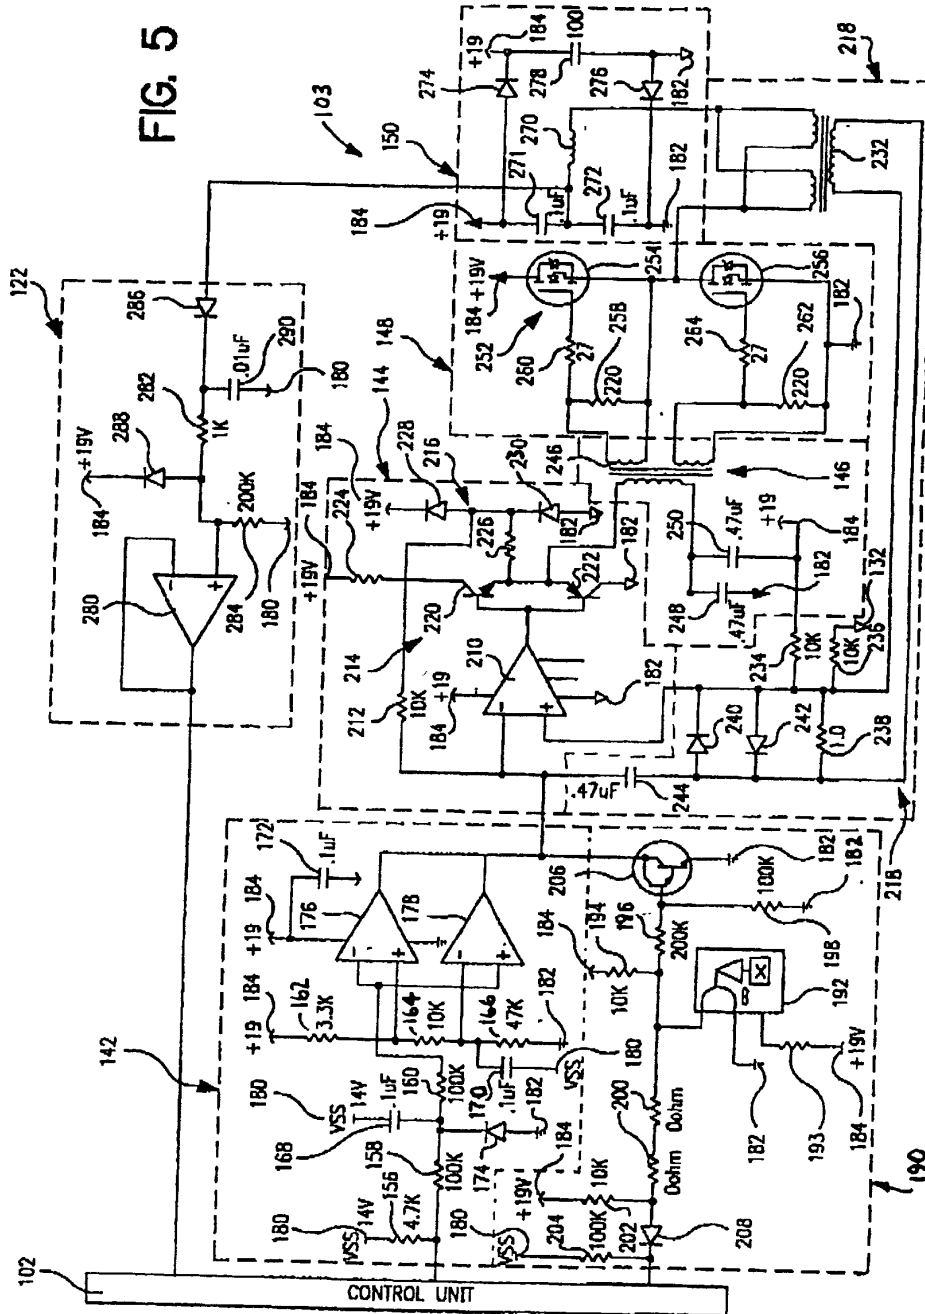 FIG. 5
122
288
+19V
184
286
282
1K
.01uF
290
180
200K
284
180
280
103
150
184
+19
271
.1uF
272
.1uF
182
270
274
+19
184
278
100
276
182
218
232
148
252
184
+19V
254
260
27
258
220
256
264
27
262
220
182
144
184
+19V
224
184
+19V
228
216
226
230
182
220
222
182
214
212
10K
184
+19
210
182
246
146
250
.47uF
248
.47uF
182
+19
184
234
10K
132
10K
236
240
242
1.0
238
.47uF
244
218
142
180
VSS
14V
156
4.7K
158
100K
180
VSS
14V
168
.1uF
160
100K
174
182
170
.1uF
VSS
180
+19
184
162
3.3K
164
10K
166
47K
182
+19
184
172
.1uF
176
178
206
182
196
200K
198
100K
182
184
194
10K
192
B
X
182
193
+19V
184
200
0ohm
0ohm
+19V
184
10K
202
180
VSS
204
100K
208
190
102
CONTROL UNIT
-
+
-
+
-
+
-
+